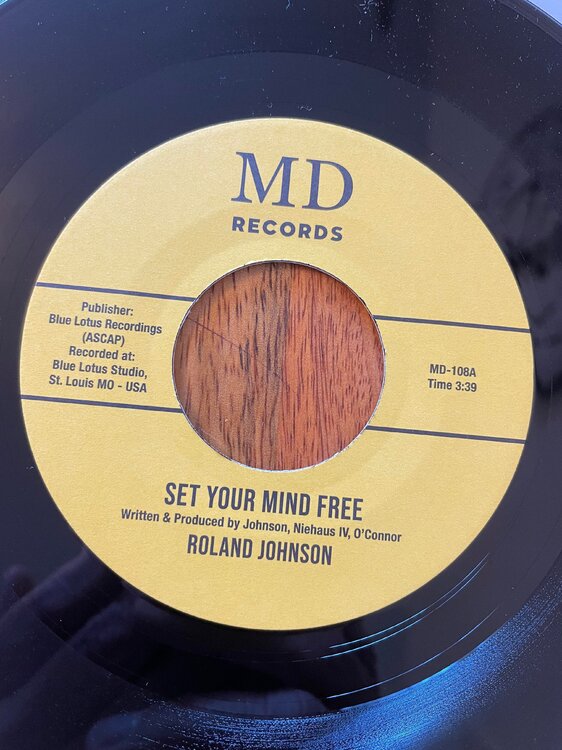 MD
RECORDS
Publisher:
Blue Lotus Recordings
(ASCAP)
Recorded at:
Blue Lotus Studio,
St. Louis MO - USA
MD-108A
Time 3:39
SET YOUR MIND FREE
Written & Produced by Johnson, Niehaus IV, O'Connor
ROLAND JOHNSON